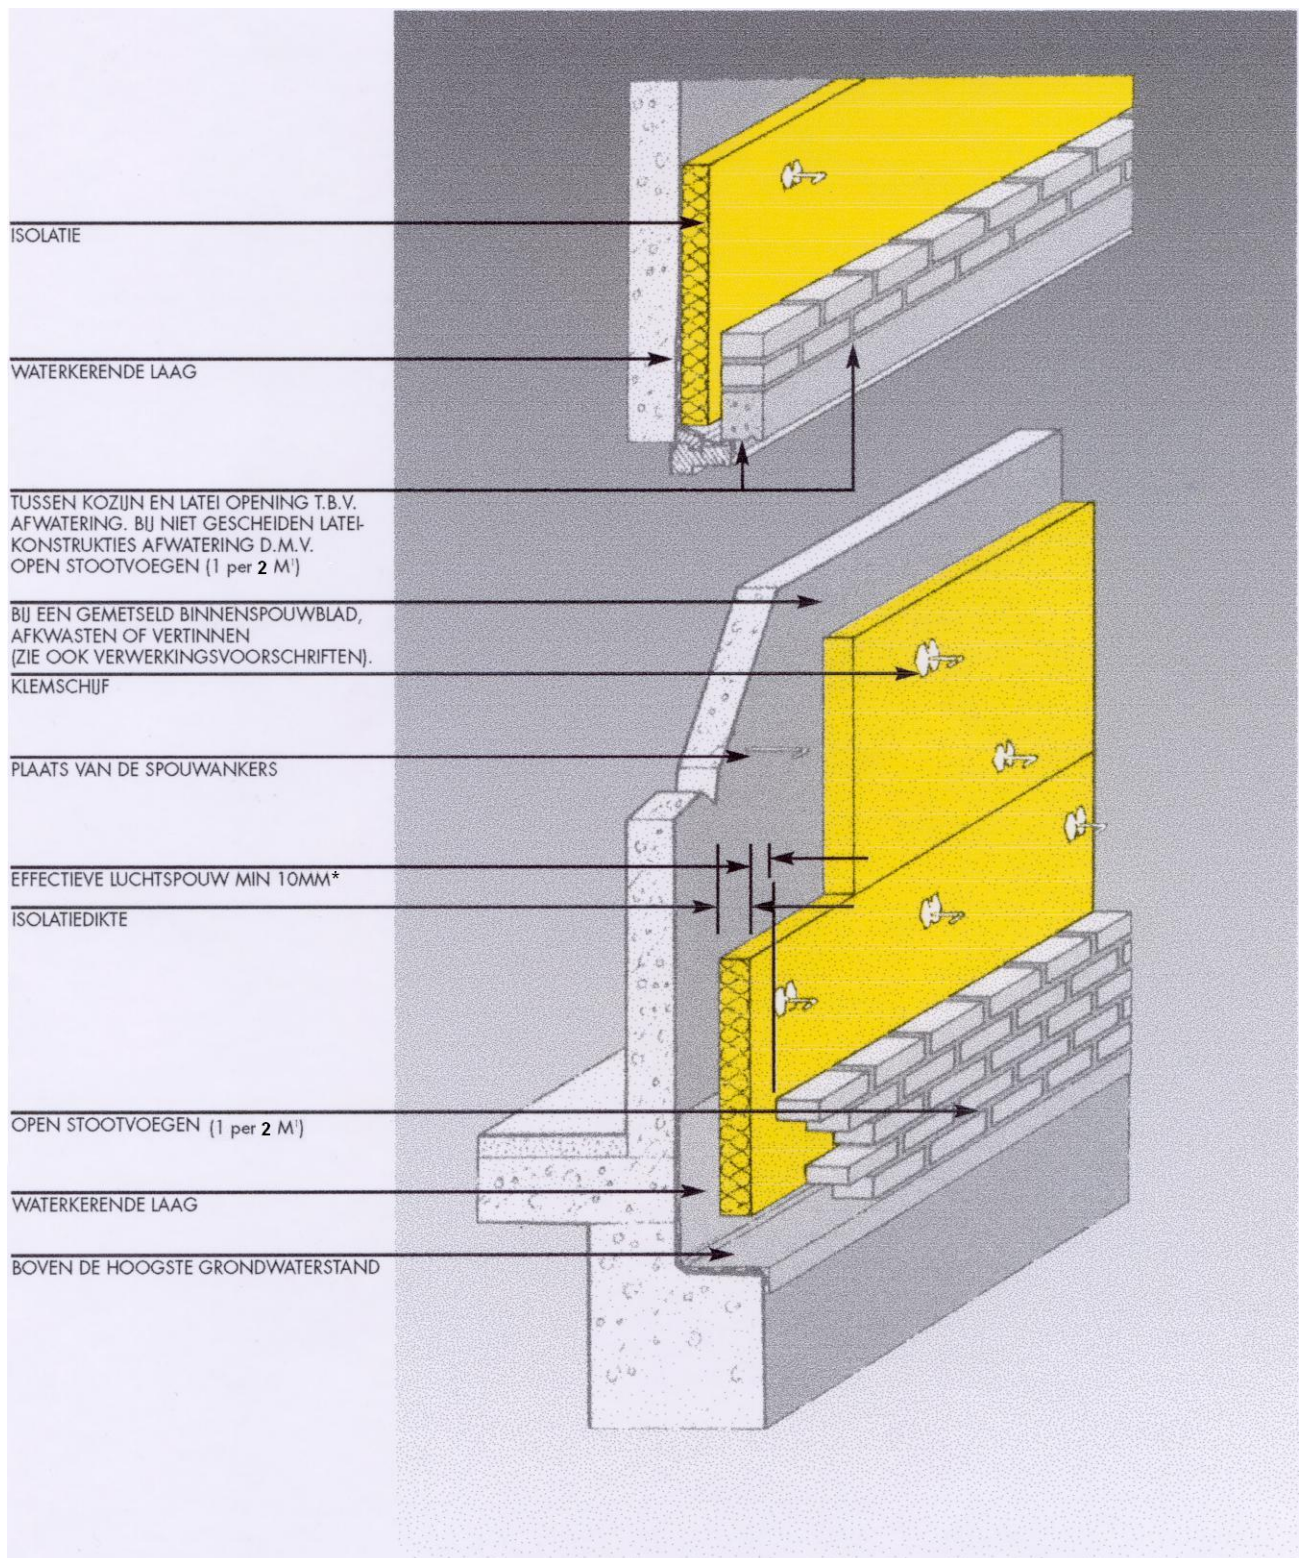 ISOLATIE
WATERKERENDE LAAG
TUSSEN KOZIJN EN LATEI OPENING T.B.V.
AFWATERING. BIJ NIET GESCHEIDEN LATEI-
KONSTRUKTIES AFWATERING D.M.V.
OPEN STOOTVOEGEN (1 per 2 M')
BIJ EEN GEMETSELD BINNENSPOUWBLAD,
AFKWASTEN OF VERTINNEN
(ZIE OOK VERWERKINGSVOORSCHRIFTEN).
KLEMSCHIJF
PLAATS VAN DE SPOUWANKERS
EFFECTIEVE LUCHTSPOUW MIN 10MM*
ISOLATIEDIKTE
OPEN STOOTVOEGEN (1 per 2 M')
WATERKERENDE LAAG
BOVEN DE HOOGSTE GRONDWATERSTAND